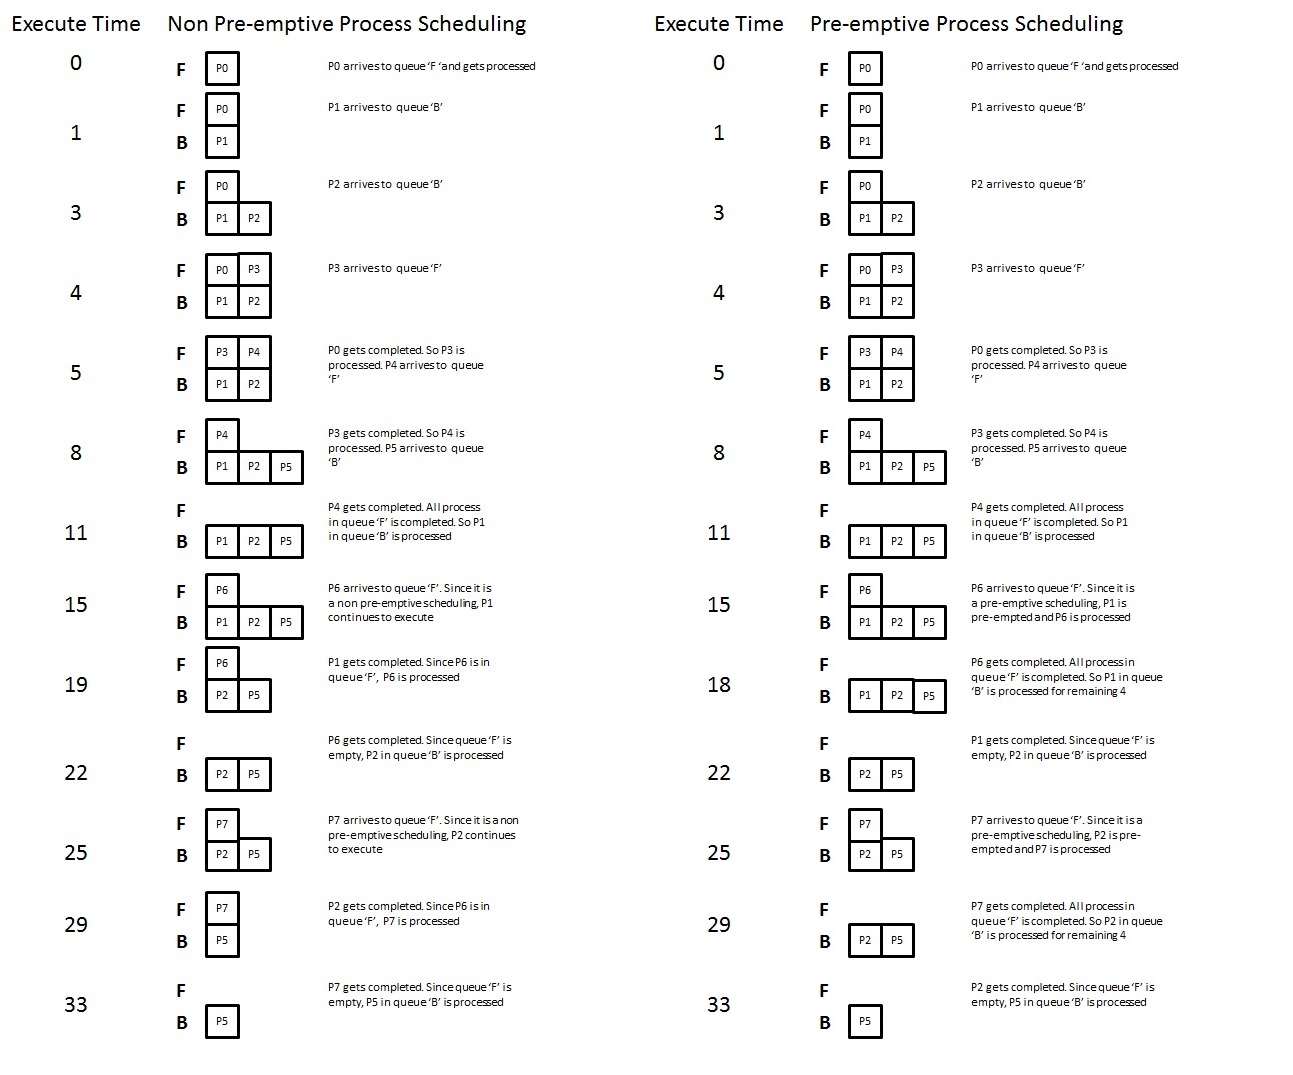 Execute Time Non Pre-emptive Process Scheduling
0
F P0
P0 arrives to queue ‘F ‘and gets processed
1
F P0
B P1
P1 arrives to queue ‘B’
3
F P0
B P1 P2
P2 arrives to queue ‘B’
4
F P0 P3
B P1 P2
P3 arrives to queue ‘F’
5
F P3 P4
B P1 P2
P0 gets completed. So P3 is
processed. P4 arrives to queue
‘F’
8
F P4
B P1 P2 P5
P3 gets completed. So P4 is
processed. P5 arrives to queue
‘B’
11
F
B P1 P2 P5
P4 gets completed. All process
in queue ‘F’ is completed. So P1
in queue ‘B’ is processed
15
F P6
B P1 P2 P5
P6 arrives to queue ‘F’. Since it is
a non pre-emptive scheduling, P1
continues to execute
19
F P6
B P2 P5
P1 gets completed. Since P6 is in
queue ‘F’, P6 is processed
22
F
B P2 P5
P6 gets completed. Since queue ‘F’ is
empty, P2 in queue ‘B’ is processed
25
F P7
B P2 P5
P7 arrives to queue ‘F’. Since it is a non
pre-emptive scheduling, P2 continues
to execute
29
F P7
B P5
P2 gets completed. Since P6 is in
queue ‘F’, P7 is processed
33
F
B P5
P7 gets completed. Since queue ‘F’ is
empty, P5 in queue ‘B’ is processed
Execute Time Pre-emptive Process Scheduling
0
F P0
P0 arrives to queue ‘F ‘and gets processed
1
F P0
B P1
P1 arrives to queue ‘B’
3
F P0
B P1 P2
P2 arrives to queue ‘B’
4
F P0 P3
B P1 P2
P3 arrives to queue ‘F’
5
F P3 P4
B P1 P2
P0 gets completed. So P3 is
processed. P4 arrives to queue
‘F’
8
F P4
B P1 P2 P5
P3 gets completed. So P4 is
processed. P5 arrives to queue
‘B’
11
F
B P1 P2 P5
P4 gets completed. All process
in queue ‘F’ is completed. So P1
in queue ‘B’ is processed
15
F P6
B P1 P2 P5
P6 arrives to queue ‘F’. Since it is
a pre-emptive scheduling, P1 is
pre-empted and P6 is processed
18
F
B P1 P2 P5
P6 gets completed. All process in
queue ‘F’ is completed. So P1 in queue
‘B’ is processed for remaining 4
22
F
B P2 P5
P1 gets completed. Since queue ‘F’ is
empty, P2 in queue ‘B’ is processed
25
F P7
B P2 P5
P7 arrives to queue ‘F’. Since it is a
pre-emptive scheduling, P2 is pre-
empted and P7 is processed
29
F
B P2 P5
P7 gets completed. All process in
queue ‘F’ is completed. So P2 in queue
‘B’ is processed for remaining 4
33
F
B P5
P2 gets completed. Since queue ‘F’ is
empty, P5 in queue ‘B’ is processed